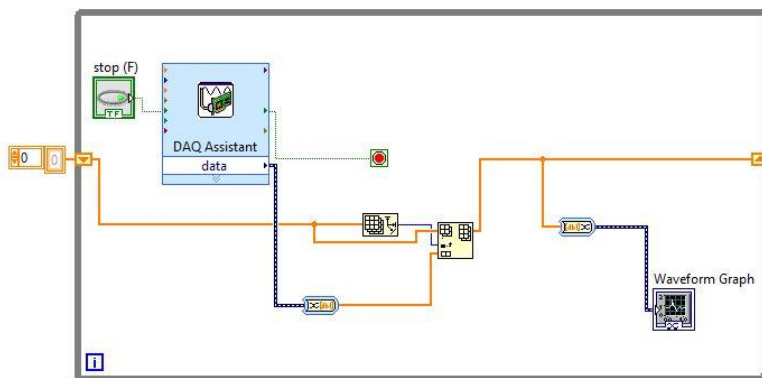 stop (F)
TF
DAQ Assistant
data
0
0
Waveform Graph
i